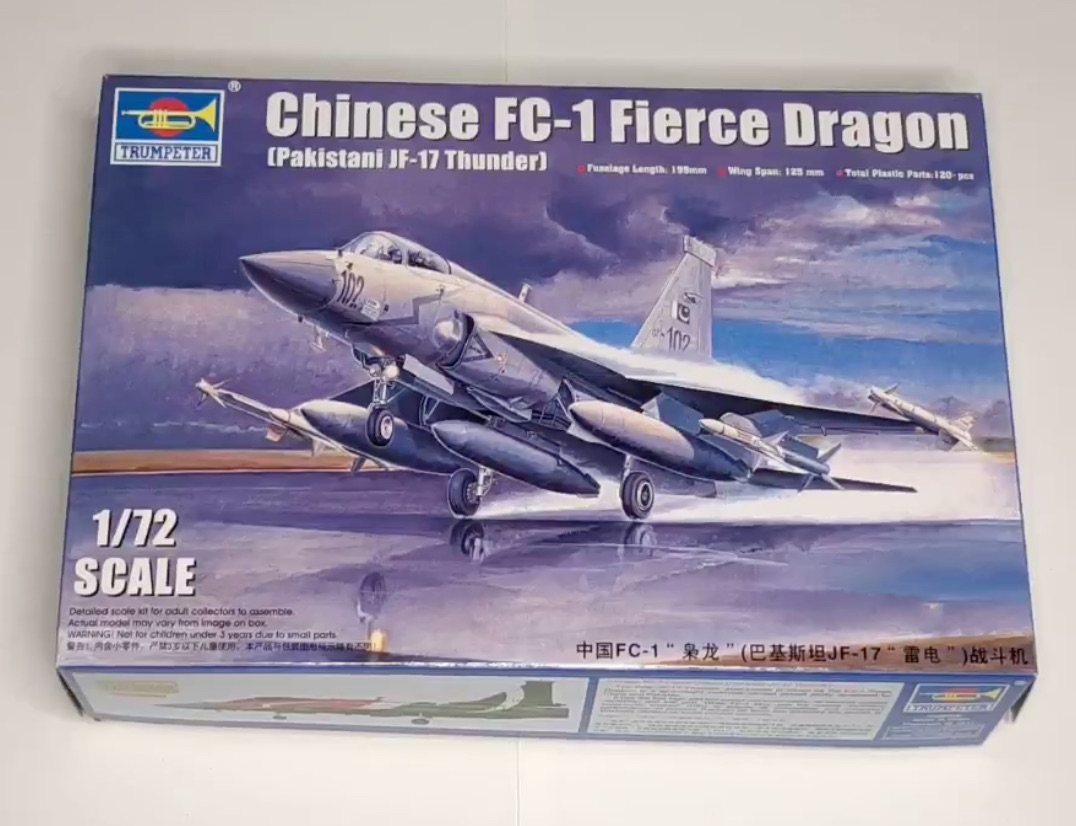 ®
TRUMPETER
Chinese FC-1 Fierce Dragon
(Pakistani JF-17 Thunder)
Fuselage Length: 199mm Wing Span: 125 mm Total Plastic Parts:120- pcs
102
102
1/72
SCALE
Detailed scale kit for adult collectors to assemble.
Actual model may vary from image on box.
WARNING! Not for children under 3 years due to small parts.
中国FC-1“枭龙”(巴基斯坦JF-17“雷电”)战斗机
TRUMPETER